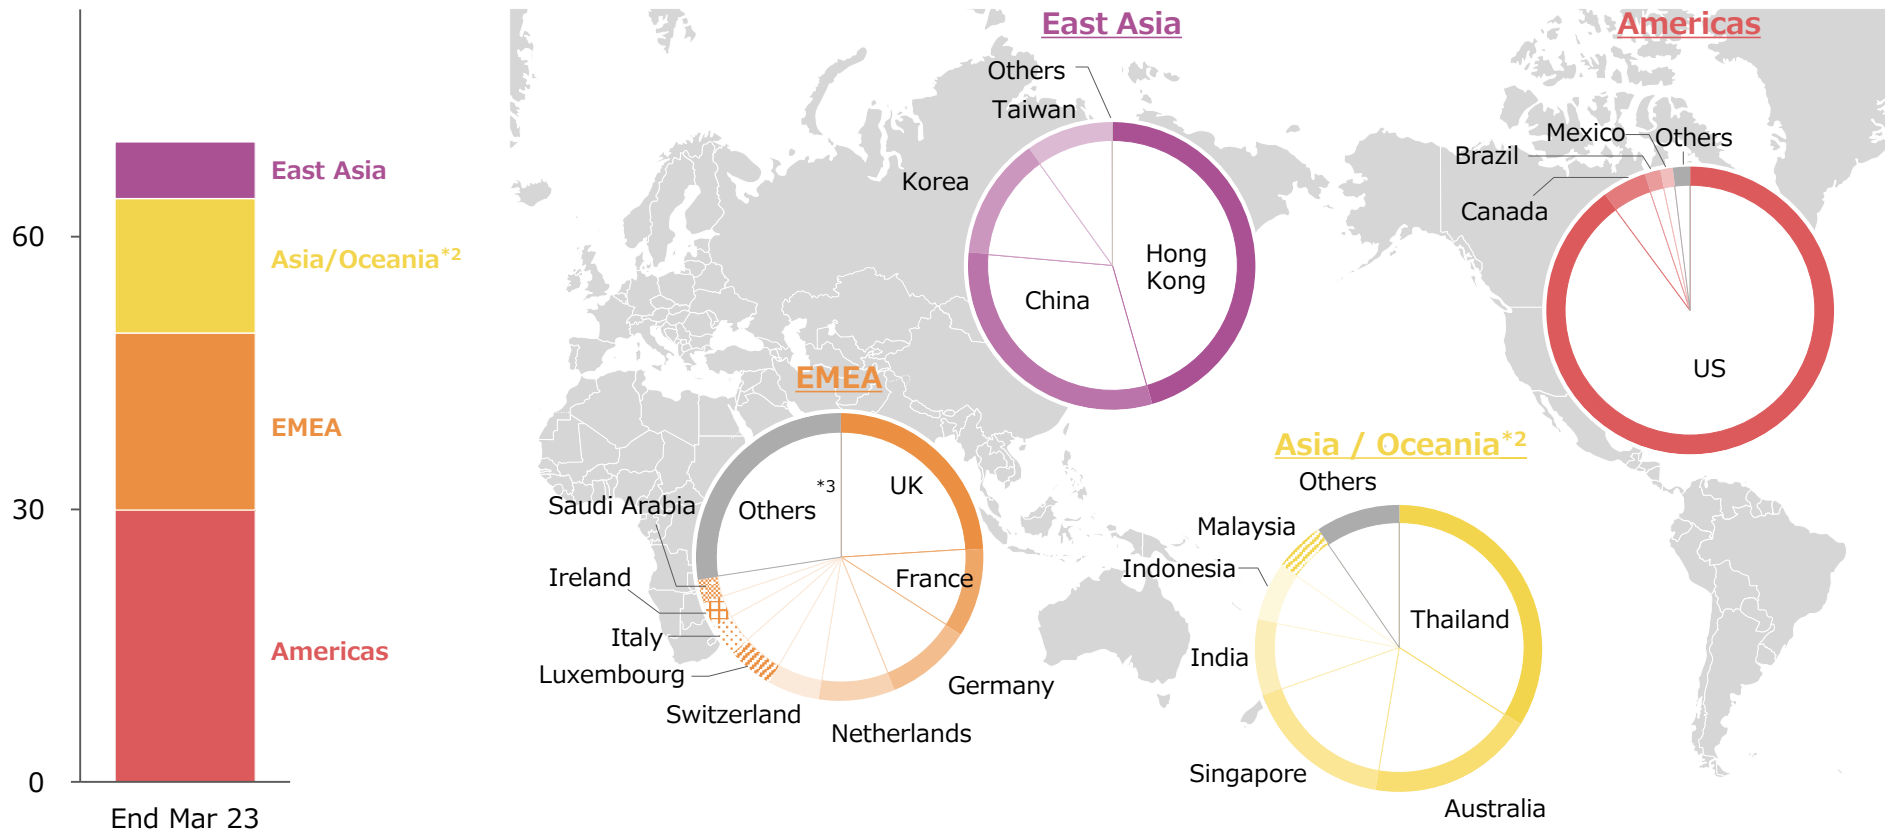 60
30
0
End Mar 23
East Asia
Asia/Oceania*2
EMEA
Americas
East Asia
Others
Taiwan
Korea
China
Hong
Kong
Americas
Mexico
Others
Brazil
Canada
US
EMEA
UK
Others *3
Saudi Arabia
France
Ireland
Italy
Luxembourg
Switzerland
Netherlands
Germany
Asia / Oceania*2
Others
Malaysia
Indonesia
Thailand
India
Singapore
Australia